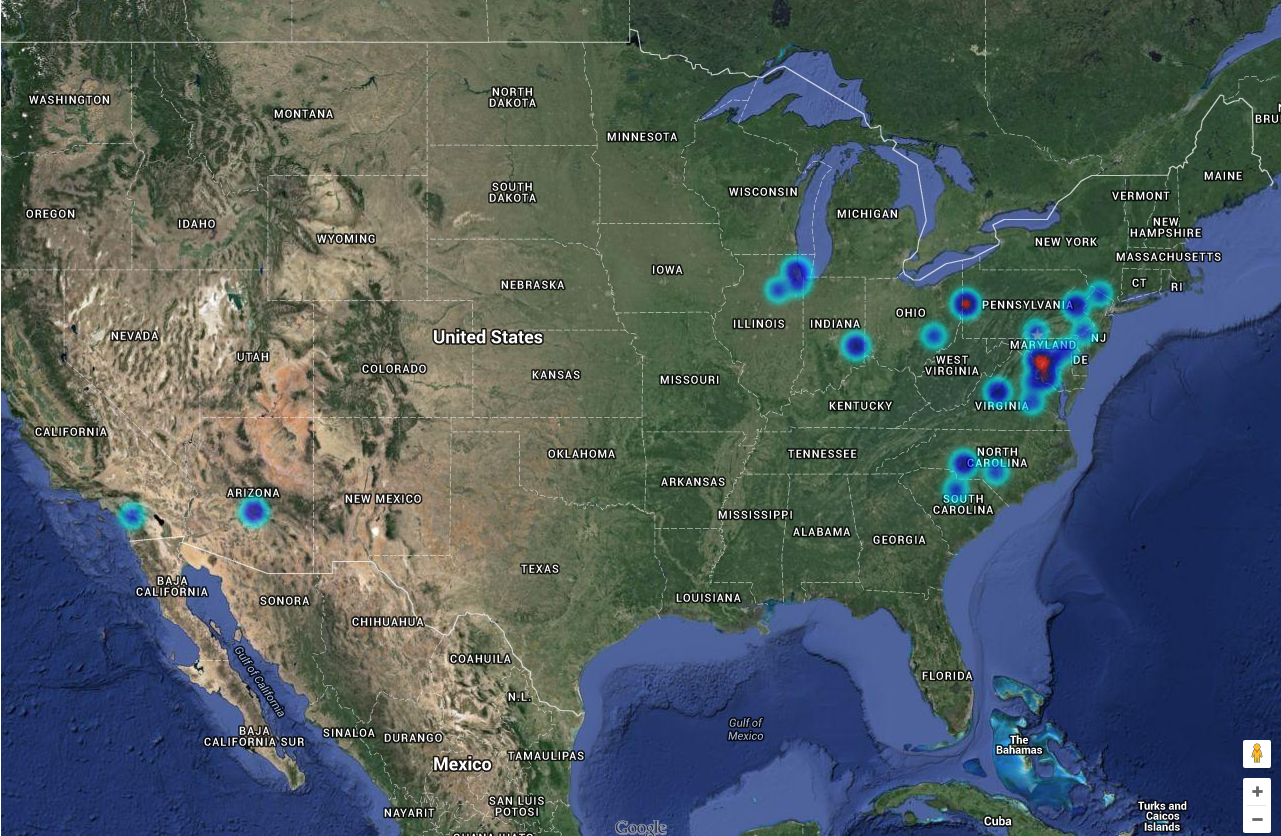 WASHINGTON
MONTANA
NORTH
DAKOTA
MINNESOTA
BRU
MAINE
VERMONT
WISCONSIN
SOUTH
DAKOTA
OREGON
IDAHO
MICHIGAN
NEW
HAMPSHIRE
WYOMING
NEW YORK
MASSACHUSETTS
IOWA
NEBRASKA
CT
RI
PENNSYLVANIA
OHIO
ILLINOIS
INDIANA
NEVADA
United States
NJ
MARYLAND
UTAH
COLORADO
KANSAS
MISSOURI
WEST
VIRGINIA
DE
KENTUCKY
VIRGINIA
CALIFORNIA
OKLAHOMA
TENNESSEE
NORTH
CAROLINA
ARKANSAS
ARIZONA
NEW MEXICO
SOUTH
CAROLINA
MISSISSIPPI
ALABAMA
GEORGIA
TEXAS
BAJA
CALIFORNIA
SONORA
LOUISIANA
CHIHUAHUA
COAHUILA
Gulf of California
FLORIDA
N.L.
Gulf of
Mexico
BAJA
CALIFORNIA SUR
SINALOA
DURANGO
The
Bahamas
TAMAULIPAS
Mexico
SAN LUIS
POTOSI
NAYARIT
Turks and
Caicos
Islands
Cuba
Google
GUANAJUATO
+
−